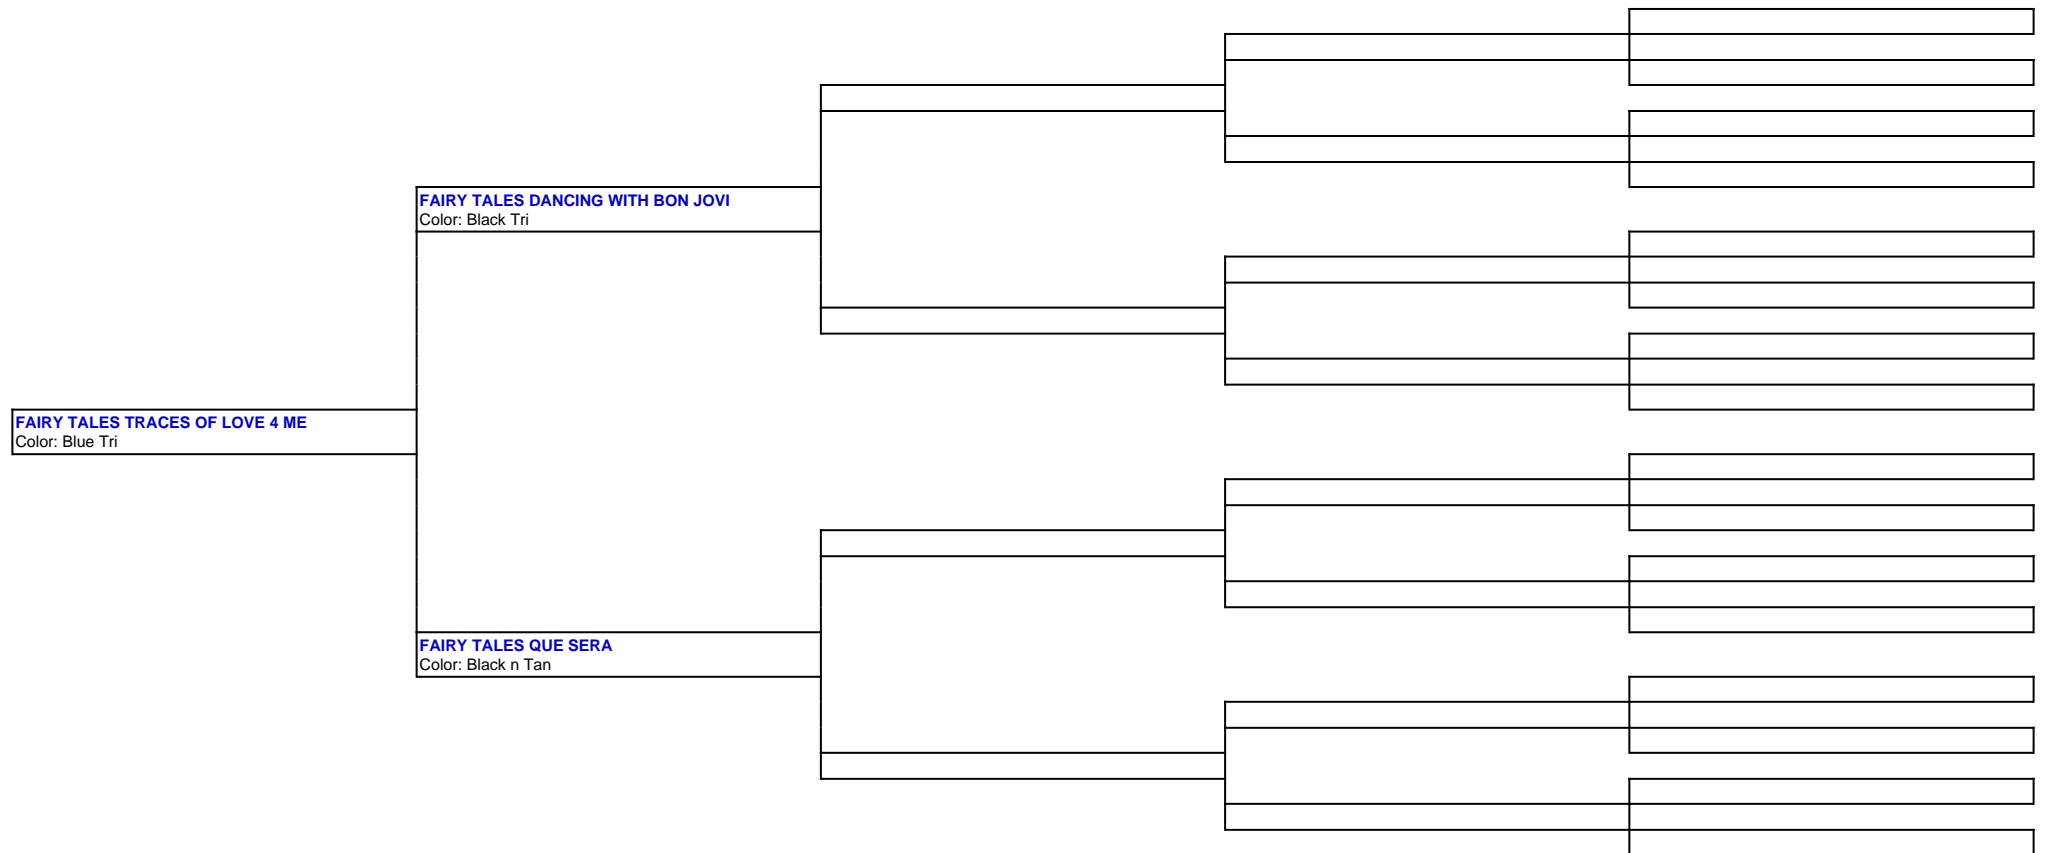 FAIRY TALES DANCING WITH BON JOVI
Color: Black Tri
FAIRY TALES TRACES OF LOVE 4 ME
Color: Blue Tri
FAIRY TALES QUE SERA
Color: Black n Tan